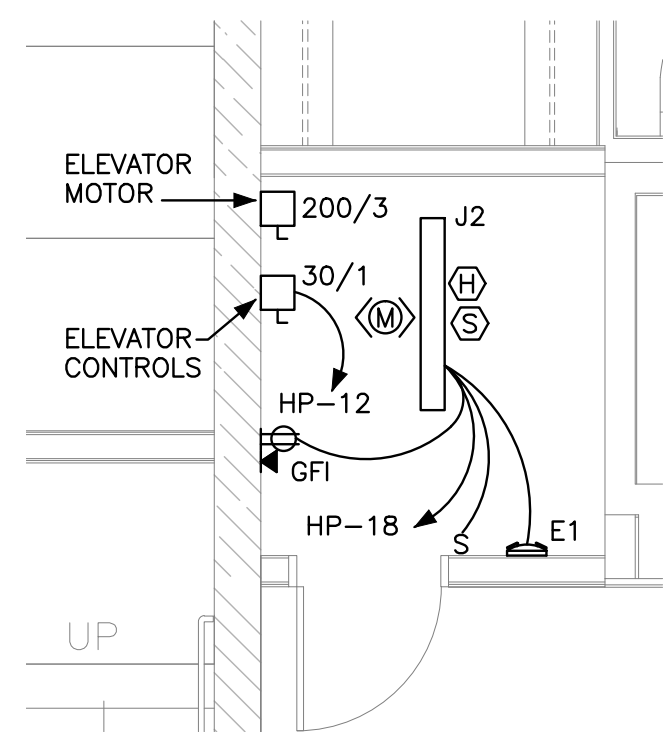 ELEVATOR
MOTOR
200/3
J2
30/1
H
M
S
ELEVATOR
CONTROLS
HP-12
GFI
HP-18
S
E1
UP